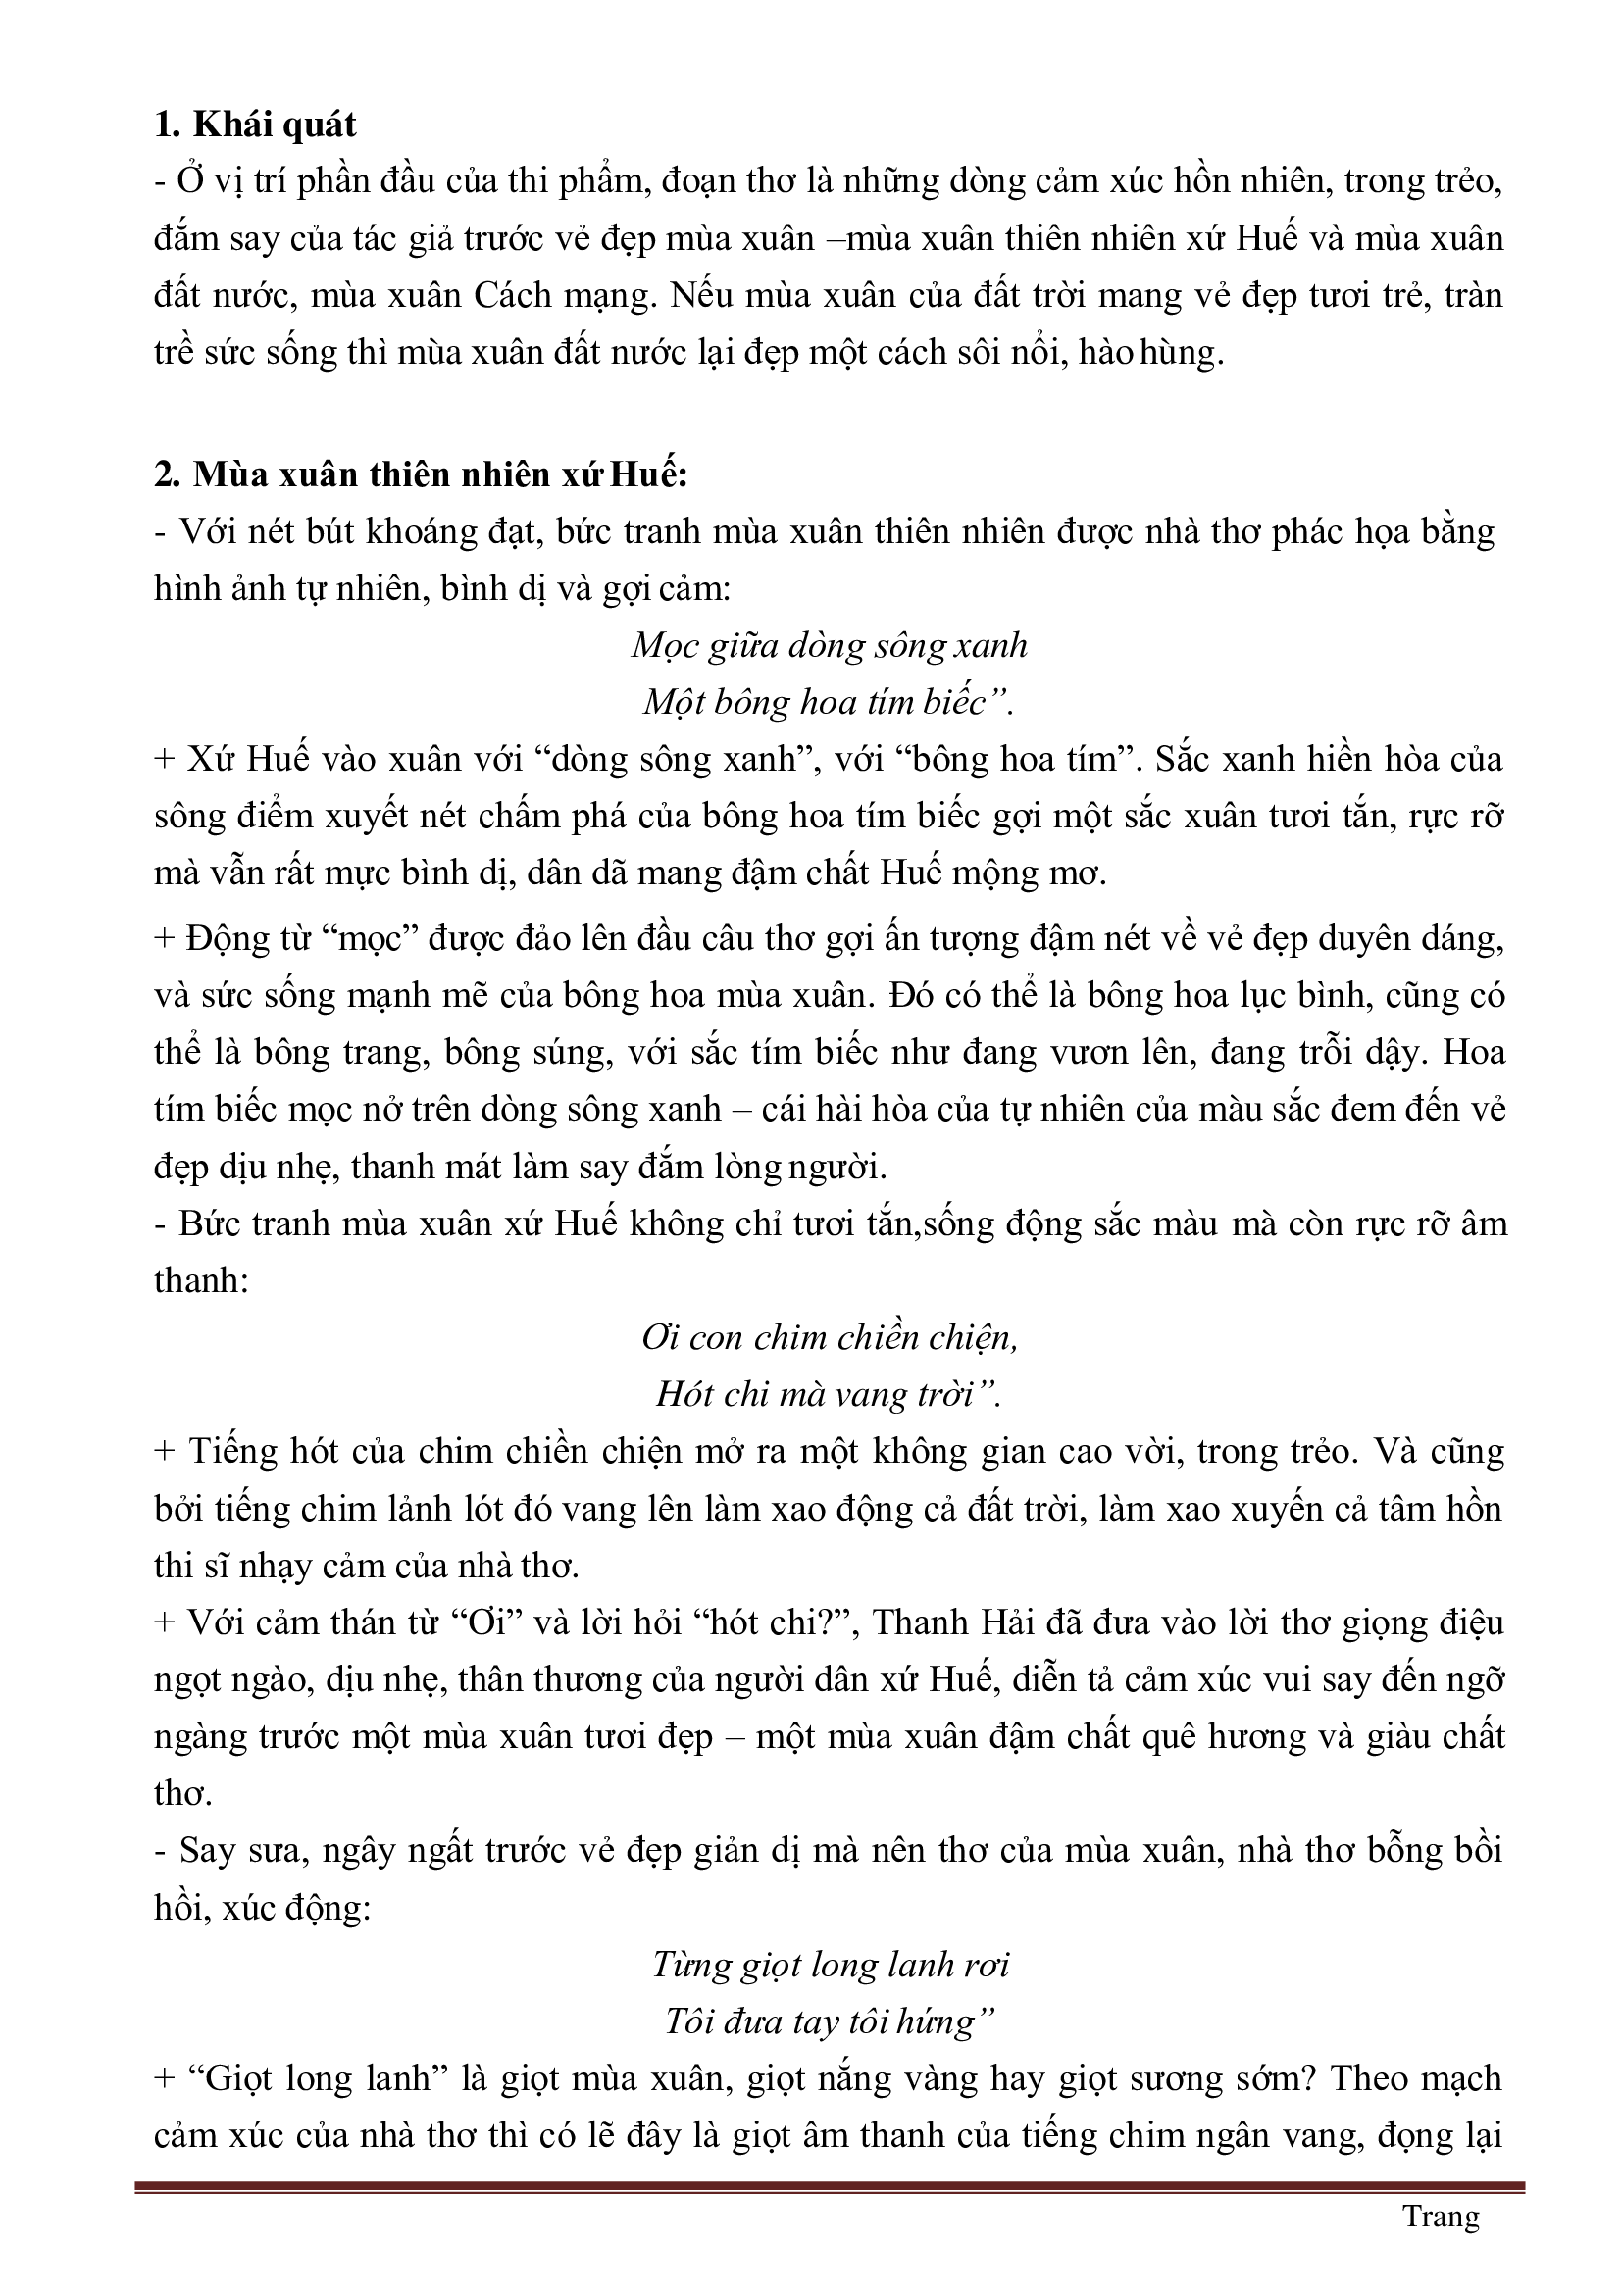 1. Khái quát
- Ở vị trí phần đầu của thi phẩm, đoạn thơ là những dòng cảm xúc hồn nhiên, trong trẻo,
đắm say của tác giả trước vẻ đẹp mùa xuân –mùa xuân thiên nhiên xứ Huế và mùa xuân
đất nước, mùa xuân Cách mạng. Nếu mùa xuân của đất trời mang vẻ đẹp tươi trẻ, tràn
trề sức sống thì mùa xuân đất nước lại đẹp một cách sôi nổi, hào hùng.
2. Mùa xuân thiên nhiên xứ Huế:
- Với nét bút khoáng đạt, bức tranh mùa xuân thiên nhiên được nhà thơ phác họa bằng
hình ảnh tự nhiên, bình dị và gợi cảm:
Mọc giữa dòng sông xanh
Một bông hoa tím biếc”.
+ Xứ Huế vào xuân với “dòng sông xanh”, với “bông hoa tím”. Sắc xanh hiền hòa của
sông điểm xuyết nét chấm phá của bông hoa tím biếc gợi một sắc xuân tươi tắn, rực rỡ
mà vẫn rất mực bình dị, dân dã mang đậm chất Huế mộng mơ.
+ Động từ “mọc” được đảo lên đầu câu thơ gợi ấn tượng đậm nét về vẻ đẹp duyên dáng,
và sức sống mạnh mẽ của bông hoa mùa xuân. Đó có thể là bông hoa lục bình, cũng có
thể là bông trang, bông súng, với sắc tím biếc như đang vươn lên, đang trỗi dậy. Hoa
tím biếc mọc nở trên dòng sông xanh – cái hài hòa của tự nhiên của màu sắc đem đến vẻ
đẹp dịu nhẹ, thanh mát làm say đắm lòng người.
- Bức tranh mùa xuân xứ Huế không chỉ tươi tắn,sống động sắc màu mà còn rực rỡ âm
thanh:
Ơi con chim chiền chiện,
Hót chi mà vang trời”.
+ Tiếng hót của chim chiền chiện mở ra một không gian cao vời, trong trẻo. Và cũng
bởi tiếng chim lảnh lót đó vang lên làm xao động cả đất trời, làm xao xuyến cả tâm hồn
thi sĩ nhạy cảm của nhà thơ.
+ Với cảm thán từ “Ơi” và lời hỏi “hót chi?”, Thanh Hải đã đưa vào lời thơ giọng điệu
ngọt ngào, dịu nhẹ, thân thương của người dân xứ Huế, diễn tả cảm xúc vui say đến ngỡ
ngàng trước một mùa xuân tươi đẹp – một mùa xuân đậm chất quê hương và giàu chất
thơ.
- Say sưa, ngây ngất trước vẻ đẹp giản dị mà nên thơ của mùa xuân, nhà thơ bỗng bồi
hồi, xúc động:
Từng giọt long lanh rơi
Tôi đưa tay tôi hứng”
+ “Giọt long lanh” là giọt mùa xuân, giọt nắng vàng hay giọt sương sớm? Theo mạch
cảm xúc của nhà thơ thì có lẽ đây là giọt âm thanh của tiếng chim ngân vang, đọng lại
Trang